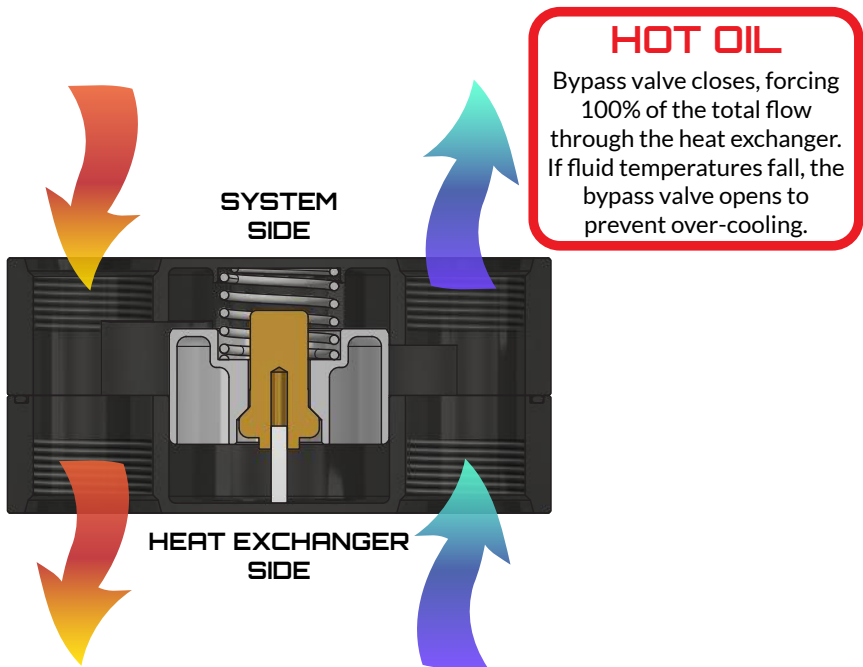 HOT OIL
Bypass valve closes, forcing
100% of the total flow
through the heat exchanger.
If fluid temperatures fall, the
bypass valve opens to
prevent over-cooling.
SYSTEM
SIDE
HEAT EXCHANGER
SIDE